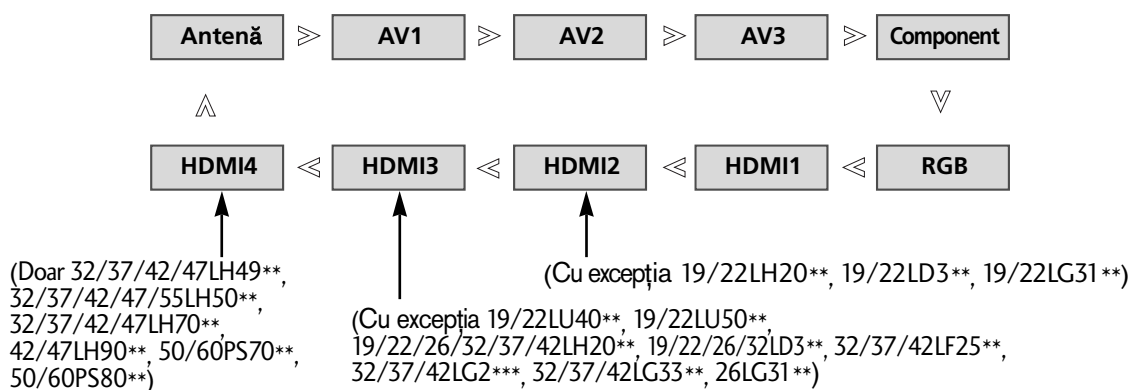 Antenă
AV1
AV2
AV3
Component
HDMI4
HDMI3
HDMI2
HDMI1
RGB
(Doar 32/37/42/47LH49**,
32/37/42/47/55LH50**,
32/37/42/47LH70**,
42/47LH90**, 50/60PS70**,
50/60PS80**)
(Cu excepţia 19/22LU40**, 19/22LU50**,
19/22/26/32/37/42LH20**, 19/22/26/32LD3**, 32/37/42LF25**,
32/37/42LG2***, 32/37/42LG33**, 26LG31**)
(Cu excepţia 19/22LH20**, 19/22LD3**, 19/22LG31**)